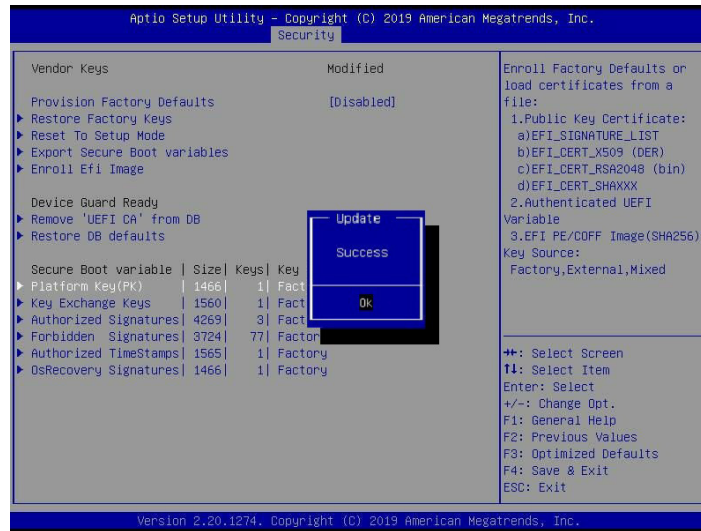 Aptio Setup Utility – Copyright (C) 2019 American Megatrends, Inc.
Security
Vendor Keys Modified
Provision Factory Defaults [Disabled]
Restore Factory Keys
Reset To Setup Mode
Export Secure Boot variables
Enroll Efi Image
Device Guard Ready
Remove 'UEFI CA' from DB
Restore DB defaults
Secure Boot variable | Size| Keys| Key
Platform Key(PK) | 1466| 1| Fact
Key Exchange Keys | 1560| 1| Fact
Authorized Signatures| 4269| 3| Fact
Forbidden Signatures| 3724| 77| Factor
Authorized TimeStamps| 1565| 1| Factory
OsRecovery Signatures| 1466| 1| Factory
Update
Success
Ok
Enroll Factory Defaults or
load certificates from a
file:
1.Public Key Certificate:
a)EFI_SIGNATURE_LIST
b)EFI_CERT_X509 (DER)
c)EFI_CERT_RSA2048 (bin)
d)EFI_CERT_SHAXXX
2.Authenticated UEFI
Variable
3.EFI PE/COFF Image(SHA256)
Key Source:
Factory,External,Mixed
→←: Select Screen
↑↓: Select Item
Enter: Select
+/-: Change Opt.
F1: General Help
F2: Previous Values
F3: Optimized Defaults
F4: Save & Exit
ESC: Exit
Version 2.20.1274. Copyright (C) 2019 American Megatrends, Inc.